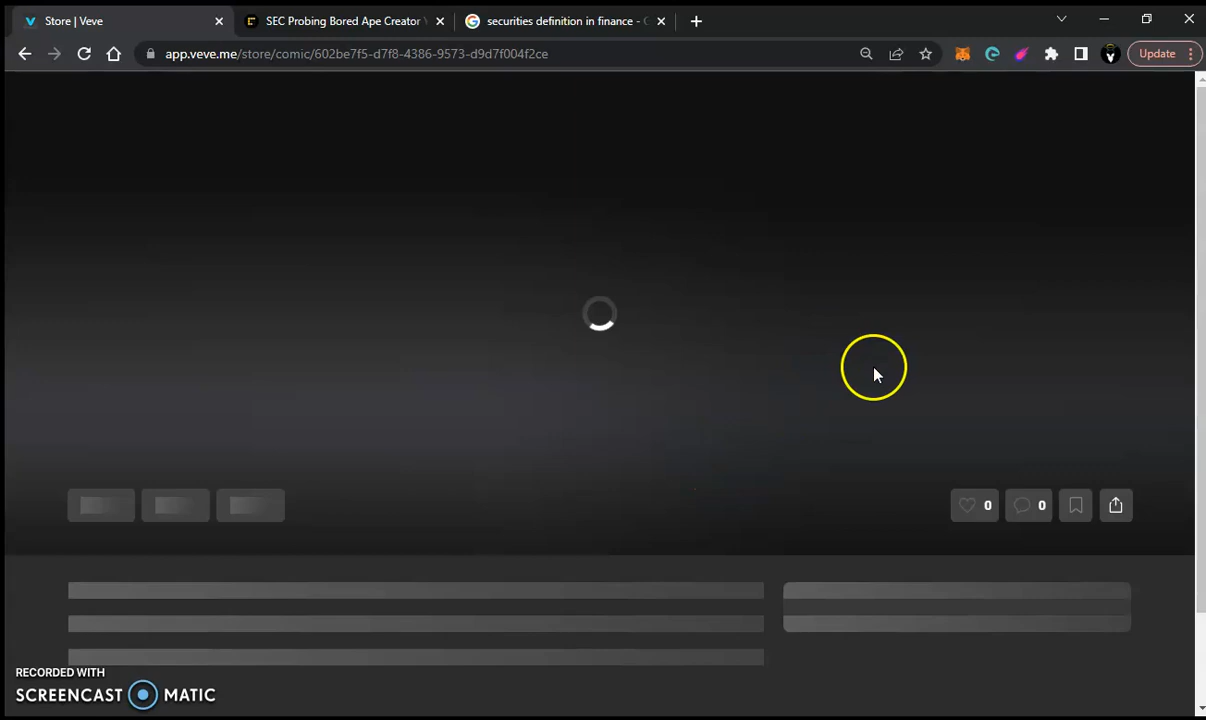 Store | Veve
SEC Probing Bored Ape Creator
securities definition in finance -
app.veve.me/store/comic/602be7f5-d7f8-4386-9573-d9d7f004f2ce
Update
0
0
RECORDED WITH
SCREENCAST MATIC